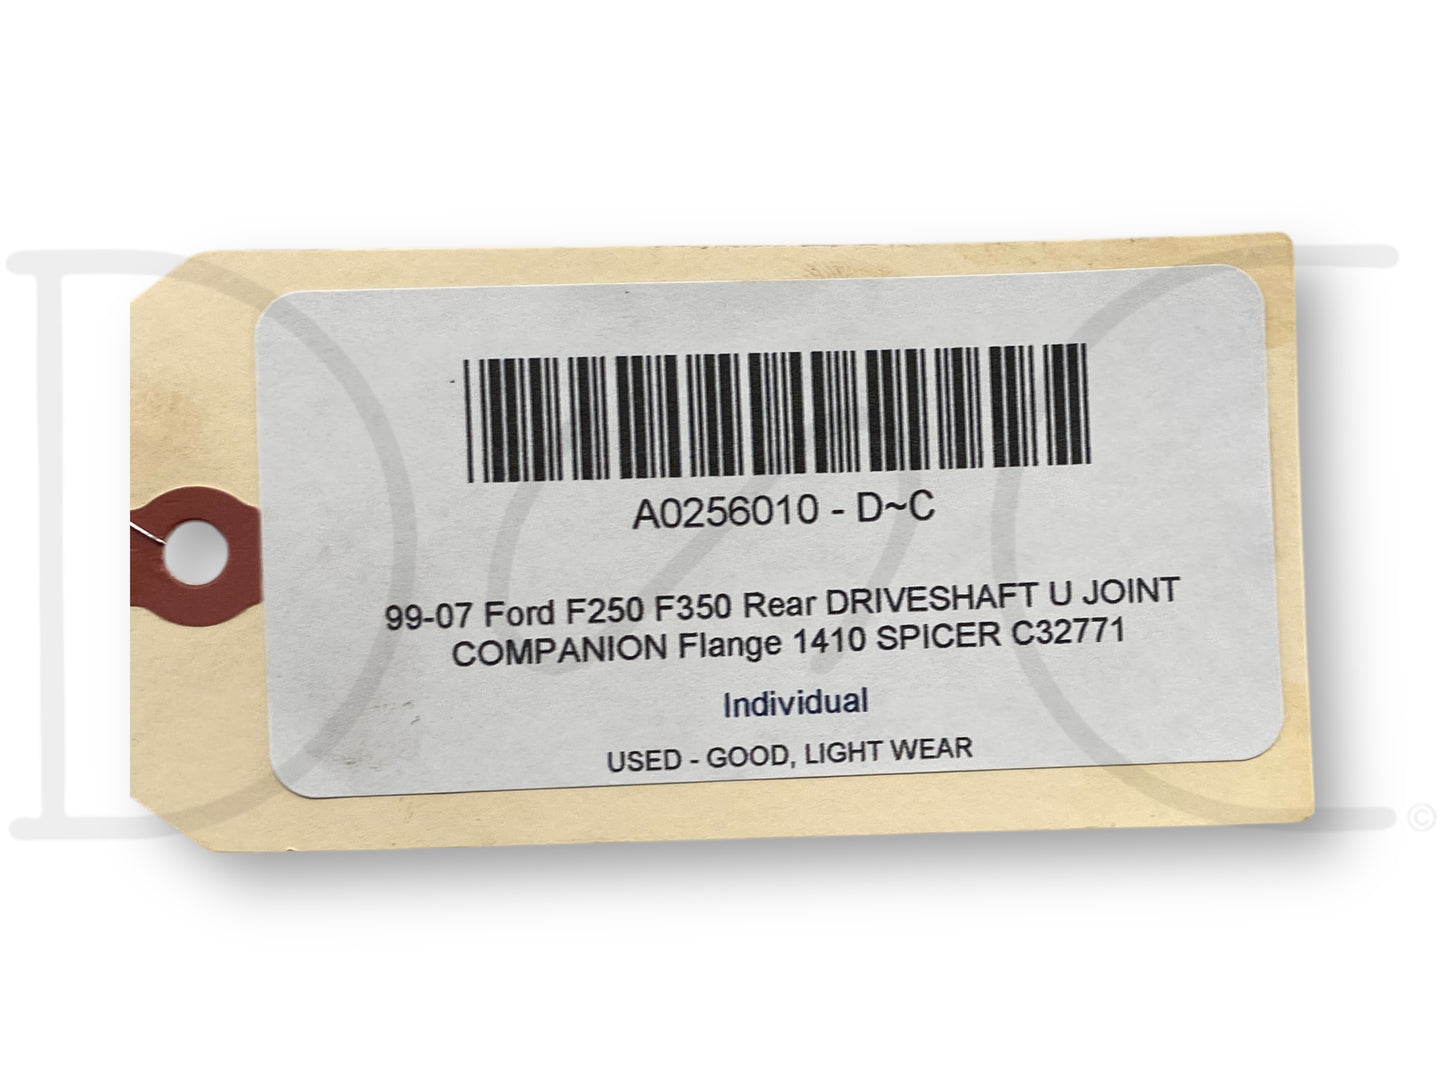 A0256010 - D~C
99-07 Ford F250 F350 Rear DRIVESHAFT U JOINT
COMPANION Flange 1410 SPICER C32771
Individual
USED - GOOD, LIGHT WEAR
©